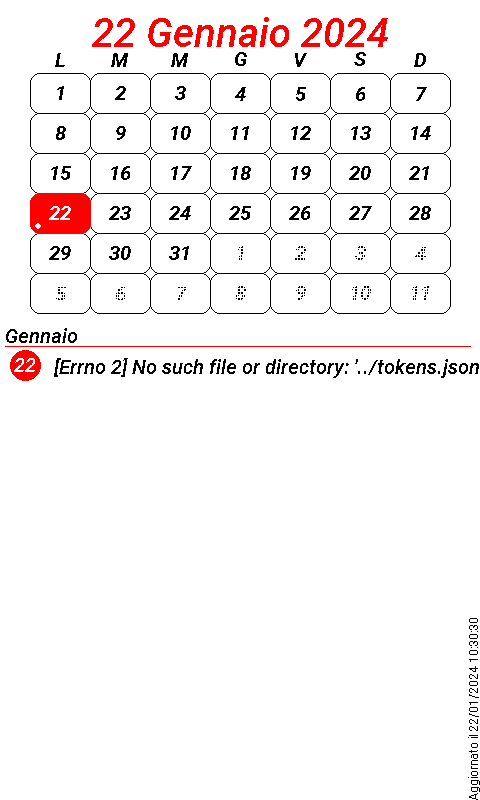 22 Gennaio 2024
L M M G V S D
1 2 3 4 5 6 7
8 9 10 11 12 13 14
15 16 17 18 19 20 21
22 23 24 25 26 27 28
29 30 31 1 2 3 4
5 6 7 8 9 10 11
Gennaio
22 [Errno 2] No such file or directory: '../tokens.json
Aggiornato il 22/01/2024 10:30:30